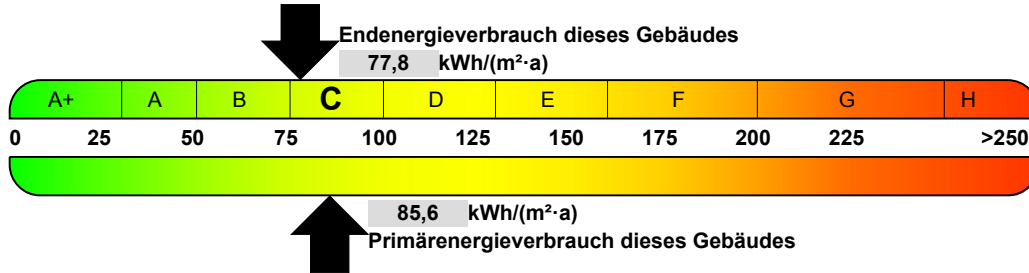 Endenergieverbrauch dieses Gebäudes
77,8 kWh/(m²·a)
A+ A B C D E F G H
0 25 50 75 100 125 150 175 200 225 >250
85,6 kWh/(m²·a)
Primärenergieverbrauch dieses Gebäudes